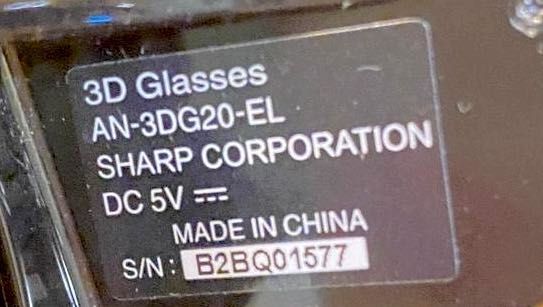 3D Glasses
AN-3DG20-EL
SHARP CORPORATION
DC 5V ⎓
MADE IN CHINA
S/N : B2BQ01577